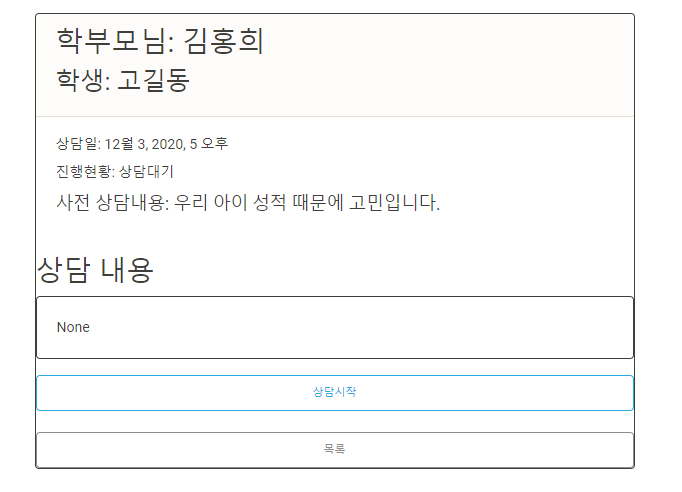 학부모님: 김홍희
학생: 고길동
상담일: 12월 3, 2020, 5 오후
진행현황: 상담대기
사전 상담내용: 우리 아이 성적 때문에 고민입니다.
상담 내용
None
상담시작
목록